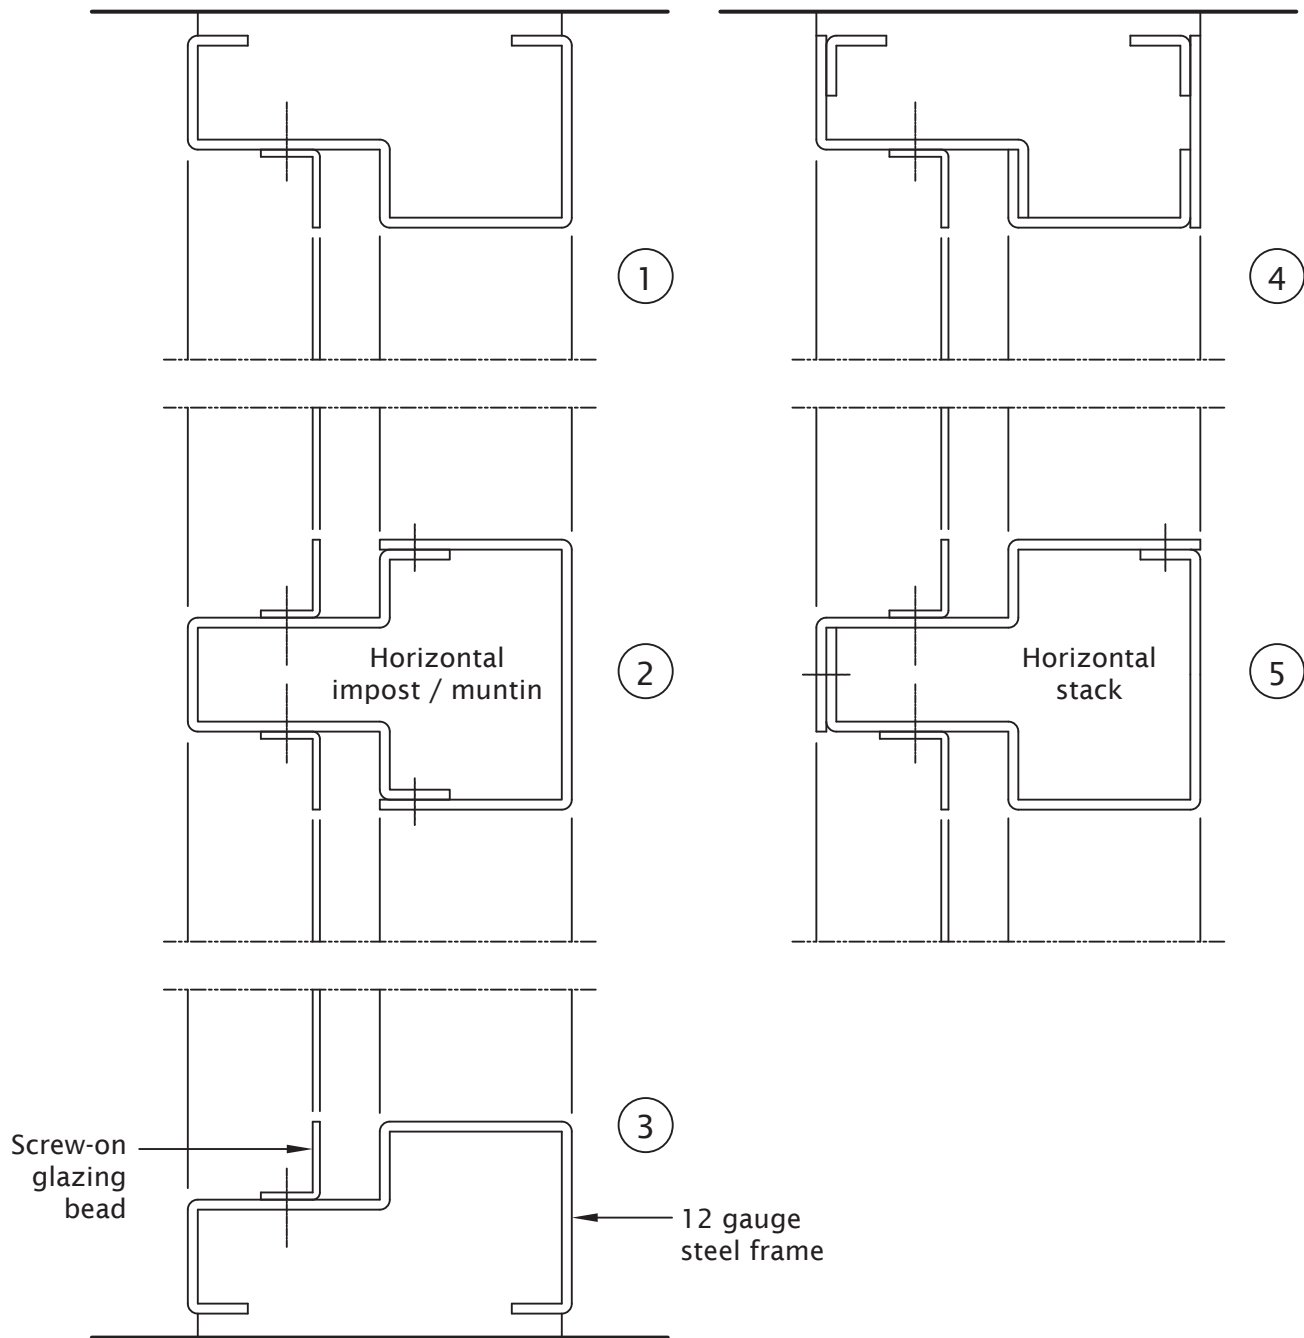 1
4
Horizontal
impost / muntin
2
Horizontal
stack
5
3
Screw-on
glazing
bead
12 gauge
steel frame